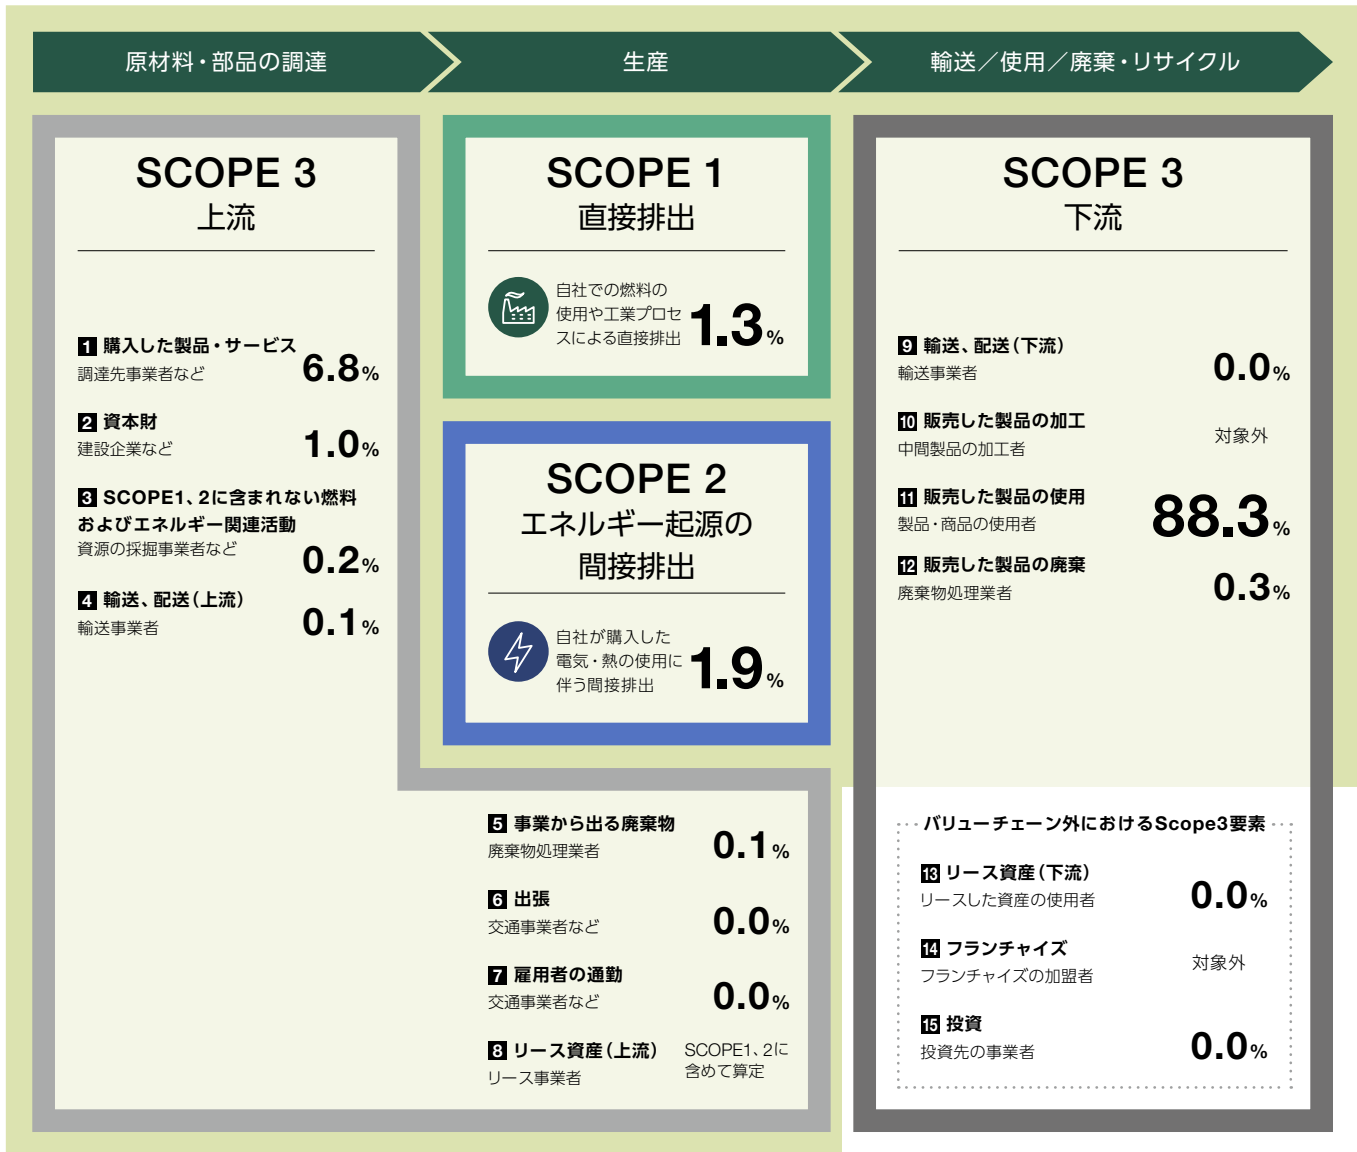 原材料・部品の調達
生産
輸送／使用／廃棄・リサイクル
SCOPE 3
上流
1 購入した製品・サービス
調達先事業者など
6.8%
2 資本財
建設企業など
1.0%
3 SCOPE1、2に含まれない燃料
およびエネルギー関連活動
資源の採掘事業者など
0.2%
4 輸送、配送（上流）
輸送事業者
0.1%
5 事業から出る廃棄物
廃棄物処理業者
0.1%
6 出張
交通事業者など
0.0%
7 雇用者の通勤
交通事業者など
0.0%
8 リース資産（上流）
リース事業者
SCOPE1、2に
含めて算定
SCOPE 1
直接排出
自社での燃料の
使用や工業プロセ
スによる直接排出
1.3%
SCOPE 2
エネルギー起源の
間接排出
自社が購入した
電気・熱の使用に
伴う間接排出
1.9%
SCOPE 3
下流
9 輸送、配送（下流）
輸送事業者
0.0%
10 販売した製品の加工
中間製品の加工者
対象外
11 販売した製品の使用
製品・商品の使用者
88.3%
12 販売した製品の廃棄
廃棄物処理業者
0.3%
バリューチェーン外におけるScope3要素
13 リース資産（下流）
リースした資産の使用者
0.0%
14 フランチャイズ
フランチャイズの加盟者
対象外
15 投資
投資先の事業者
0.0%